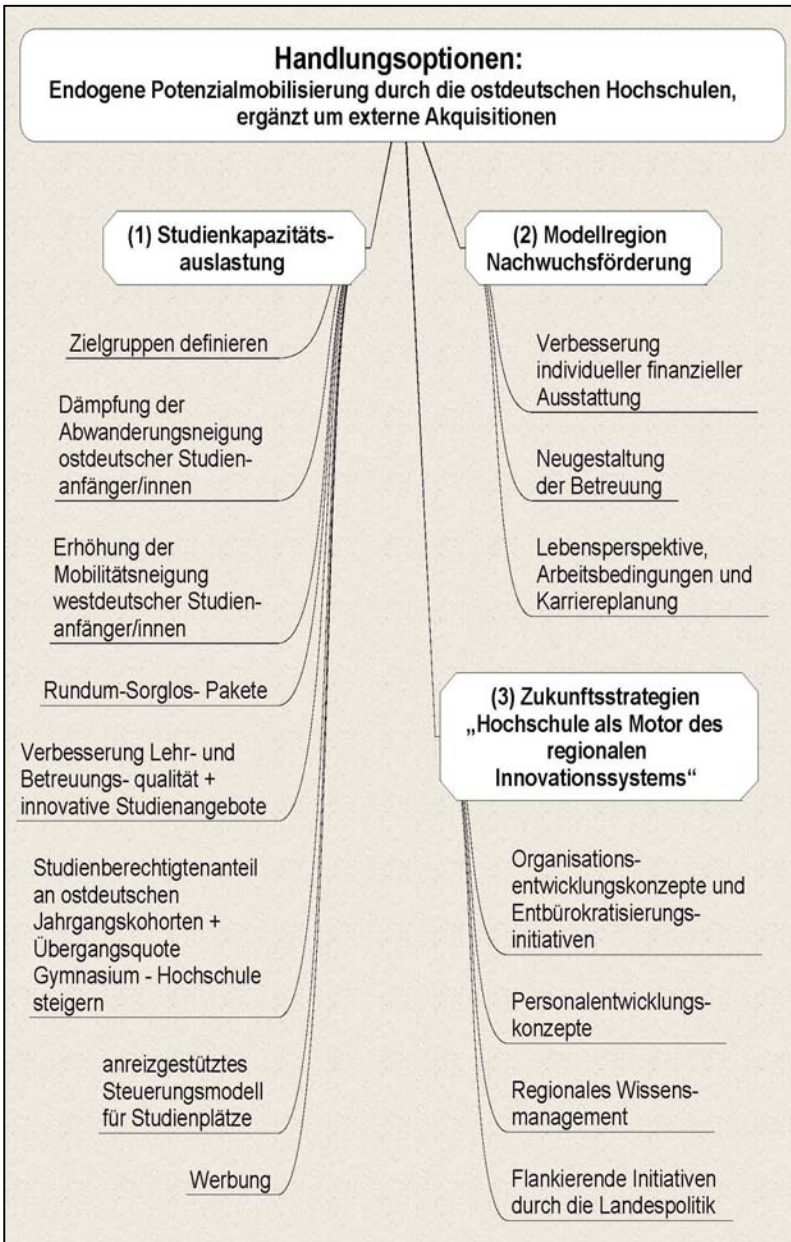 Handlungsoptionen:
Endogene Potenzialmobilisierung durch die ostdeutschen Hochschulen,
ergänzt um externe Akquisitionen
(1) Studienkapazitäts-
auslastung
Zielgruppen definieren
Dämpfung der
Abwanderungsneigung
ostdeutscher Studien-
anfänger/innen
Erhöhung der
Mobilitätsneigung
westdeutscher Studien-
anfänger/innen
Rundum-Sorglos- Pakete
Verbesserung Lehr- und
Betreuungs- qualität +
innovative Studienangebote
Studienberechtigtenanteil
an ostdeutschen
Jahrgangskohorten +
Übergangsquote
Gymnasium - Hochschule
steigern
anreizgestütztes
Steuerungsmodell
für Studienplätze
Werbung
(2) Modellregion
Nachwuchsförderung
Verbesserung
individueller finanzieller
Ausstattung
Neugestaltung
der Betreuung
Lebensperspektive,
Arbeitsbedingungen und
Karriereplanung
(3) Zukunftsstrategien
„Hochschule als Motor des
regionalen
Innovationssystems“
Organisations-
entwicklungskonzepte und
Entbürokratisierungs-
initiativen
Personalentwicklungs-
konzepte
Regionales Wissens-
management
Flankierende Initiativen
durch die Landespolitik